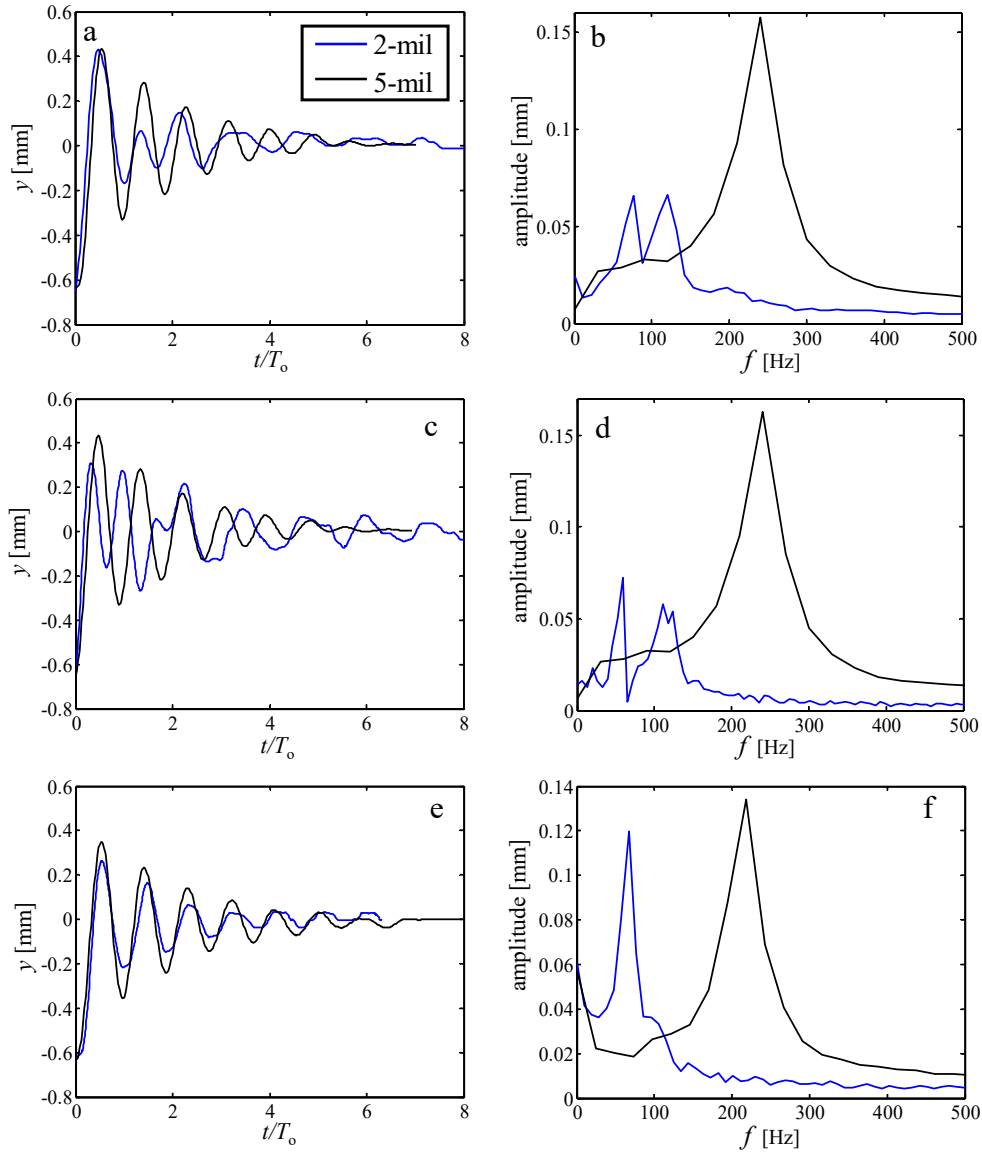 a
2-mil
5-mil
0.6
0.4
0.2
0
-0.2
-0.4
-0.6
-0.8
y [mm]
0 2 4 6 8
t/To
b
0.15
0.1
0.05
0
amplitude [mm]
0 100 200 300 400 500
f [Hz]
c
0.6
0.4
0.2
0
-0.2
-0.4
-0.6
-0.8
y [mm]
0 2 4 6 8
t/To
d
0.15
0.1
0.05
0
amplitude [mm]
0 100 200 300 400 500
f [Hz]
e
0.6
0.4
0.2
0
-0.2
-0.4
-0.6
-0.8
y [mm]
0 2 4 6 8
t/To
f
0.14
0.12
0.1
0.08
0.06
0.04
0.02
0
amplitude [mm]
0 100 200 300 400 500
f [Hz]